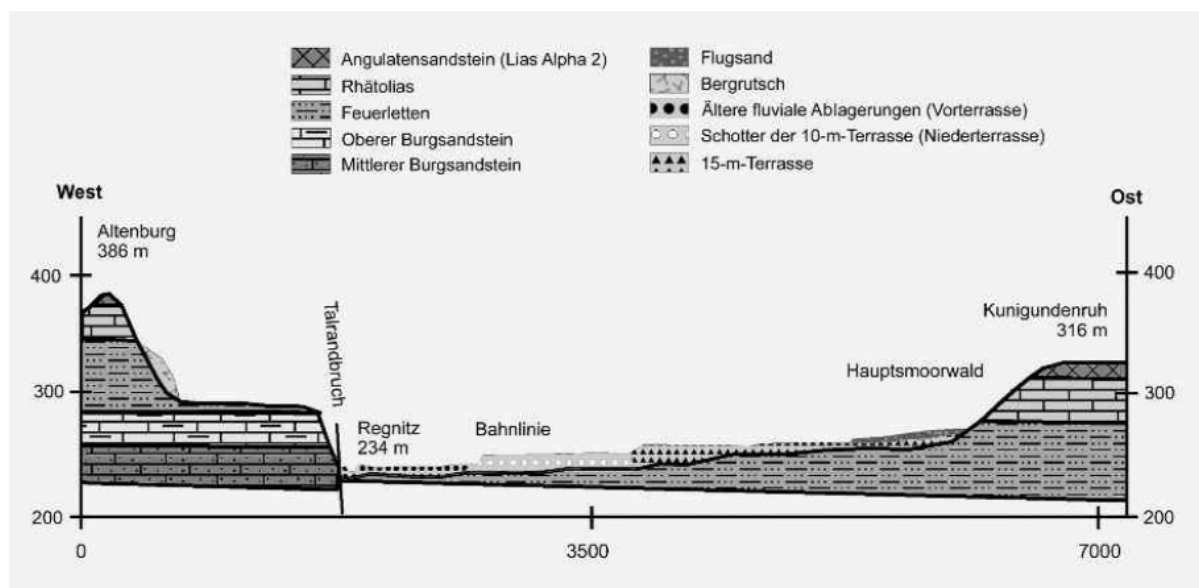 Angulatensandstein (Lias Alpha 2)
Rhätolias
Feuerletten
Oberer Burgsandstein
Mittlerer Burgsandstein
Flugsand
Bergrutsch
Ältere fluviale Ablagerungen (Vorterrasse)
Schotter der 10-m-Terrasse (Niederterrasse)
15-m-Terrasse
West
Ost
Altenburg
386 m
400
300
200
Talrandbruch
Regnitz
234 m
Bahnlinie
Hauptsmoorwald
Kunigundenruh
316 m
400
300
200
0
3500
7000